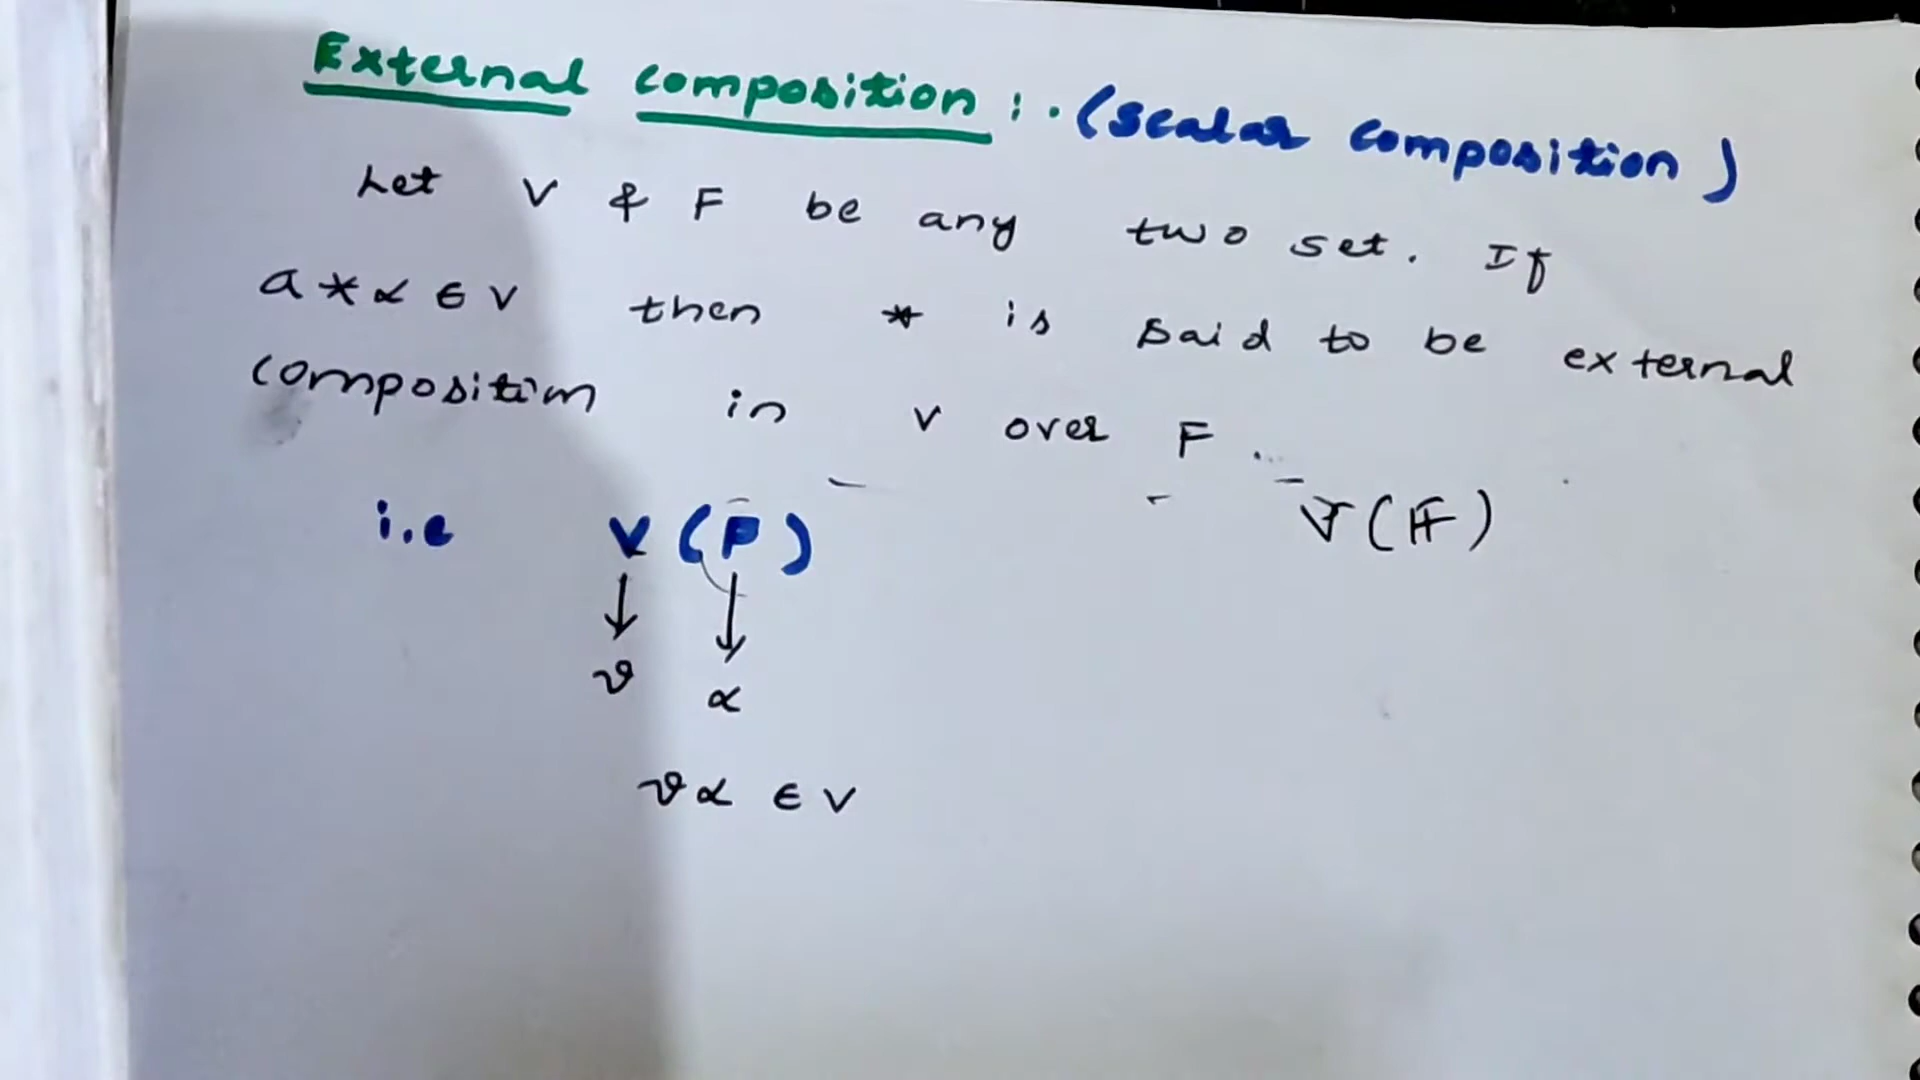 External composition : . (scalar composition)
Let V & F be any two set. If
a * α ∈ V then * is said to be external
composition in V over F.
i.e V (F) V(F)
↓ ↓
v α
vα ∈ V